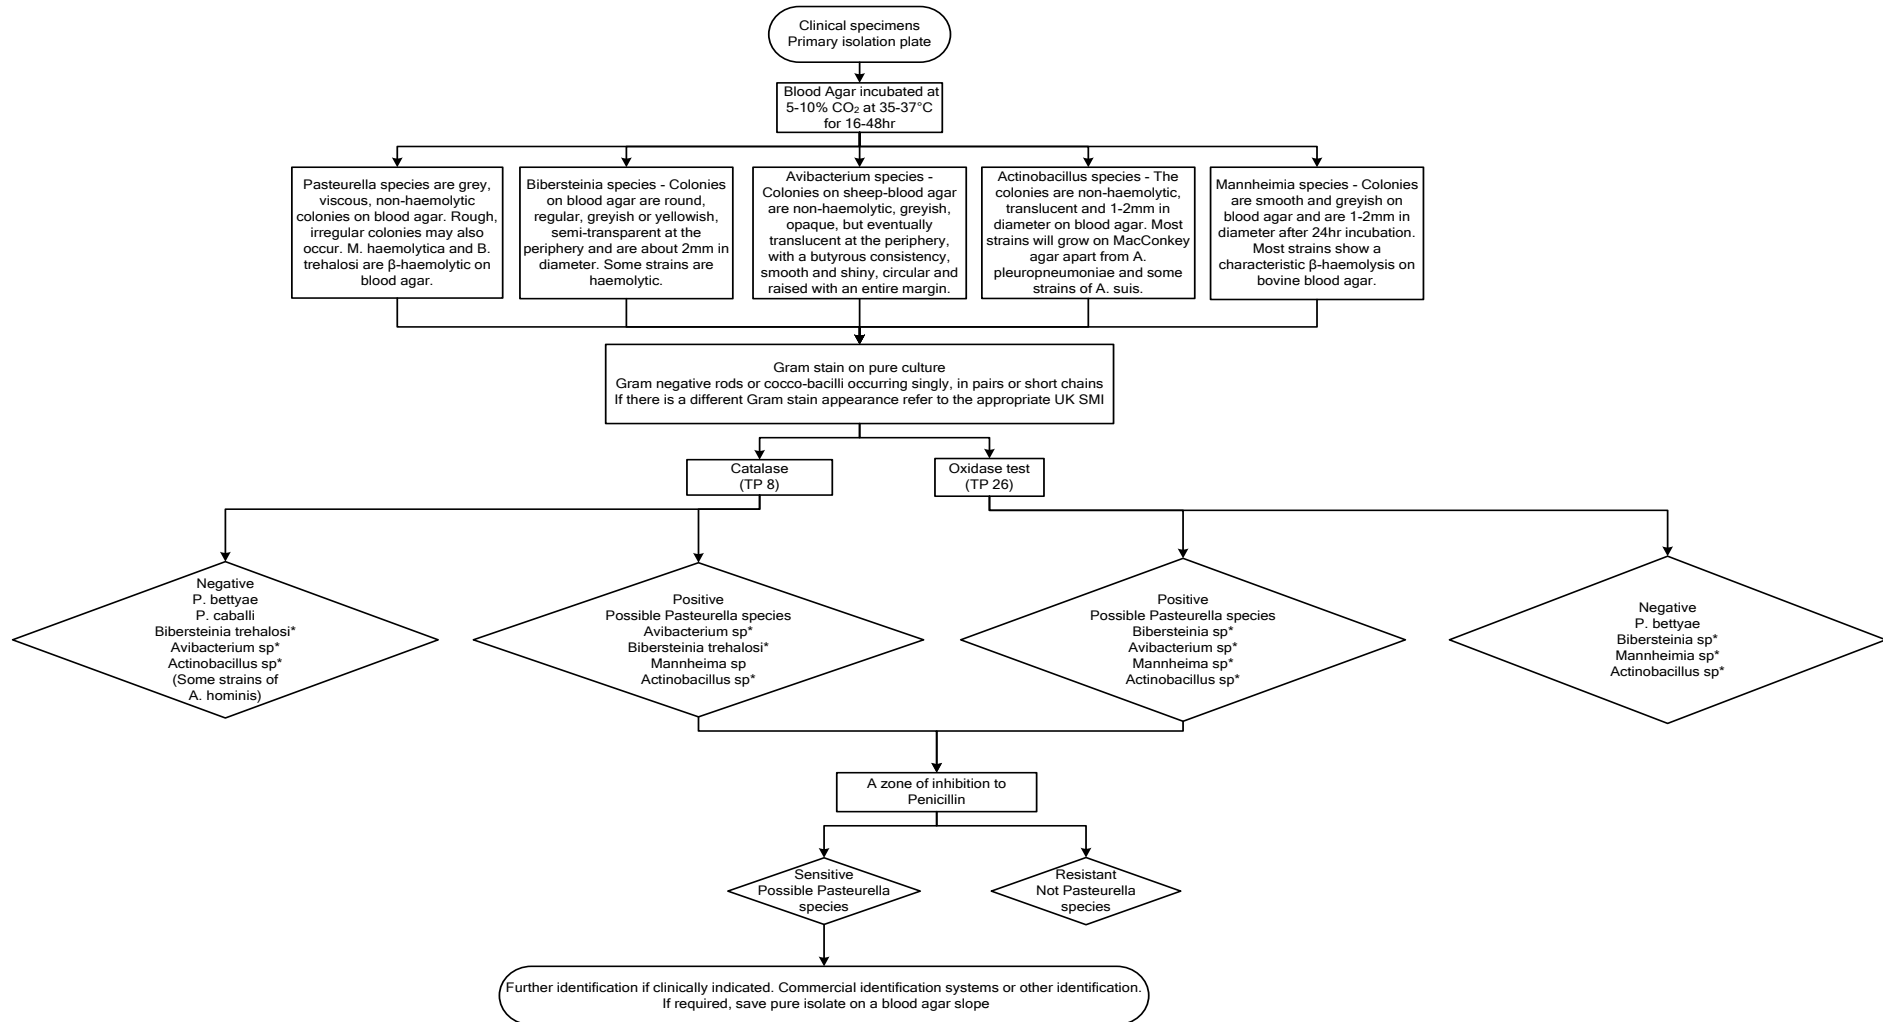 Clinical specimens
Primary isolation plate
Blood Agar incubated at
5-10% CO₂ at 35-37°C
for 16-48hr
Pasteurella species are grey,
viscous, non-haemolytic
colonies on blood agar. Rough,
irregular colonies may also
occur. M. haemolytica and B.
trehalosi are β-haemolytic on
blood agar.
Bibersteinia species - Colonies
on blood agar are round,
regular, greyish or yellowish,
semi-transparent at the
periphery and are about 2mm in
diameter. Some strains are
haemolytic.
Avibacterium species -
Colonies on sheep-blood agar
are non-haemolytic, greyish,
opaque, but eventually
translucent at the periphery,
with a butyrous consistency,
smooth and shiny, circular and
raised with an entire margin.
Actinobacillus species - The
colonies are non-haemolytic,
translucent and 1-2mm in
diameter on blood agar. Most
strains will grow on MacConkey
agar apart from A.
pleuropneumoniae and some
strains of A. suis.
Mannheimia species - Colonies
are smooth and greyish on
blood agar and are 1-2mm in
diameter after 24hr incubation.
Most strains show a
characteristic β-haemolysis on
bovine blood agar.
Gram stain on pure culture
Gram negative rods or cocco-bacilli occurring singly, in pairs or short chains
If there is a different Gram stain appearance refer to the appropriate UK SMI
Catalase
(TP 8)
Oxidase test
(TP 26)
Negative
P. bettyae
P. caballi
Bibersteinia trehalosi*
Avibacterium sp*
Actinobacillus sp*
(Some strains of
A. hominis)
Positive
Possible Pasteurella species
Avibacterium sp*
Bibersteinia trehalosi*
Mannheima sp
Actinobacillus sp*
Positive
Possible Pasteurella species
Bibersteinia sp*
Avibacterium sp*
Mannheima sp*
Actinobacillus sp*
Negative
P. bettyae
Bibersteinia sp*
Mannheimia sp*
Actinobacillus sp*
A zone of inhibition to
Penicillin
Sensitive
Possible Pasteurella
species
Resistant
Not Pasteurella
species
Further identification if clinically indicated. Commercial identification systems or other identification.
If required, save pure isolate on a blood agar slope